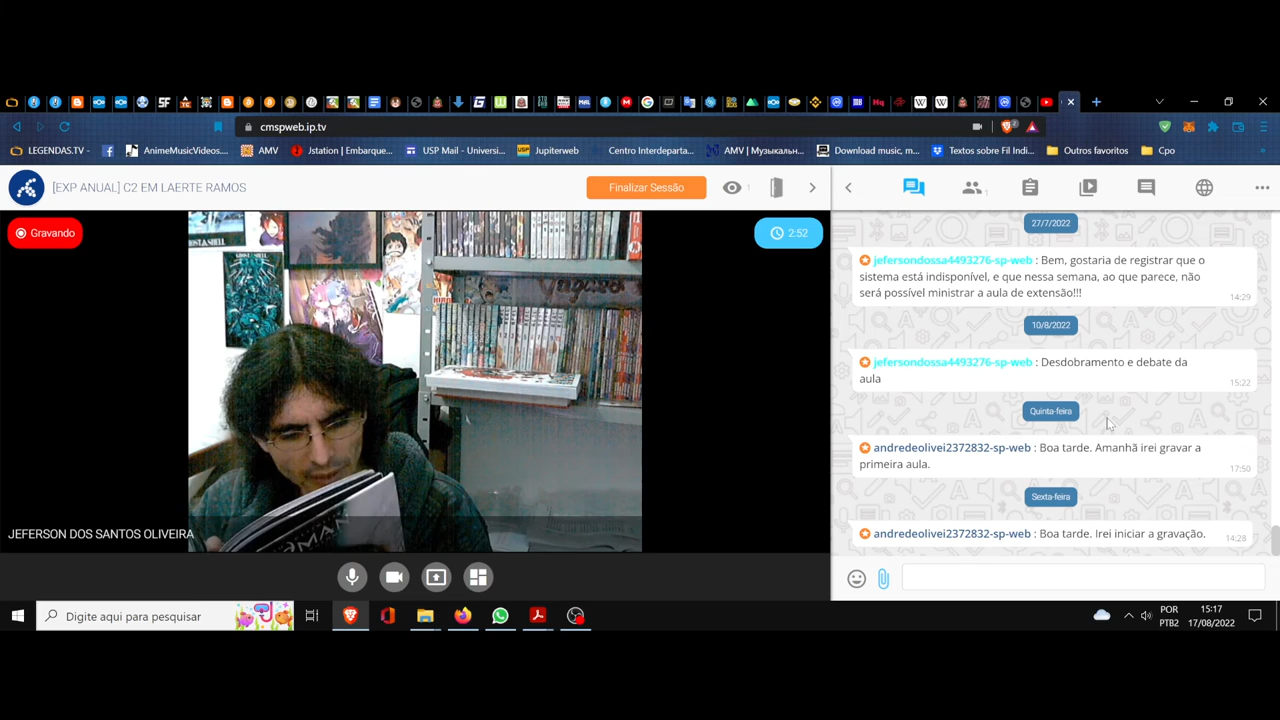 cmspweb.ip.tv
2
LEGENDAS.TV -
AnimeMusicVideos...
AMV
Jstation | Embarque...
USP Mail - Universi...
Jupiterweb
Centro Interdeparta...
AMV | Музыкальн...
Download music, m...
Textos sobre Fil Indi...
Outros favoritos
Cpo
[EXP ANUAL] C2 EM LAERTE RAMOS
Finalizar Sessão
1
1
Gravando
2:52
27/7/2022
jefersondossa4493276-sp-web : Bem, gostaria de registrar que o
sistema está indisponível, e que nessa semana, ao que parece, não
será possível ministrar a aula de extensão!!!
14:29
10/8/2022
jefersondossa4493276-sp-web : Desdobramento e debate da
aula
15:22
Quinta-feira
andredeolivei2372832-sp-web : Boa tarde. Amanhã irei gravar a
primeira aula.
17:50
Sexta-feira
andredeolivei2372832-sp-web : Boa tarde. Irei iniciar a gravação.
14:28
JEFERSON DOS SANTOS OLIVEIRA
Digite aqui para pesquisar
POR
PTB2
15:17
17/08/2022